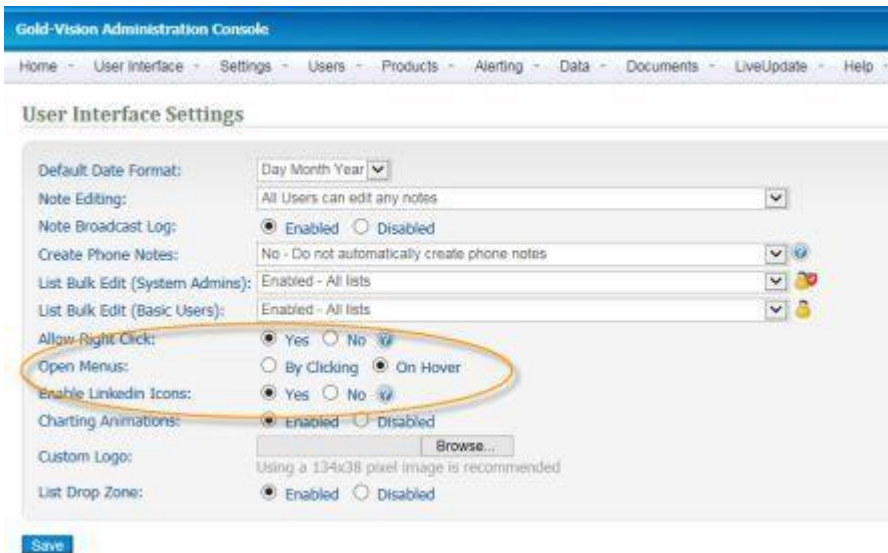 Gold-Vision Administration Console
Home - User Interface - Settings - Users - Products - Alerting - Data - Documents - LiveUpdate - Help -
User Interface Settings
Default Date Format: Day Month Year
Note Editing: All Users can edit any notes
Note Broadcast Log: Enabled Disabled
Create Phone Notes: No - Do not automatically create phone notes
List Bulk Edit (System Admins): Enabled - All lists
List Bulk Edit (Basic Users): Enabled - All lists
Allow Right Click: Yes No
Open Menus: By Clicking On Hover
Enable Linkedin Icons: Yes No
Charting Animations: Enabled Disabled
Custom Logo: Browse...
Using a 134x38 pixel image is recommended
List Drop Zone: Enabled Disabled
Save